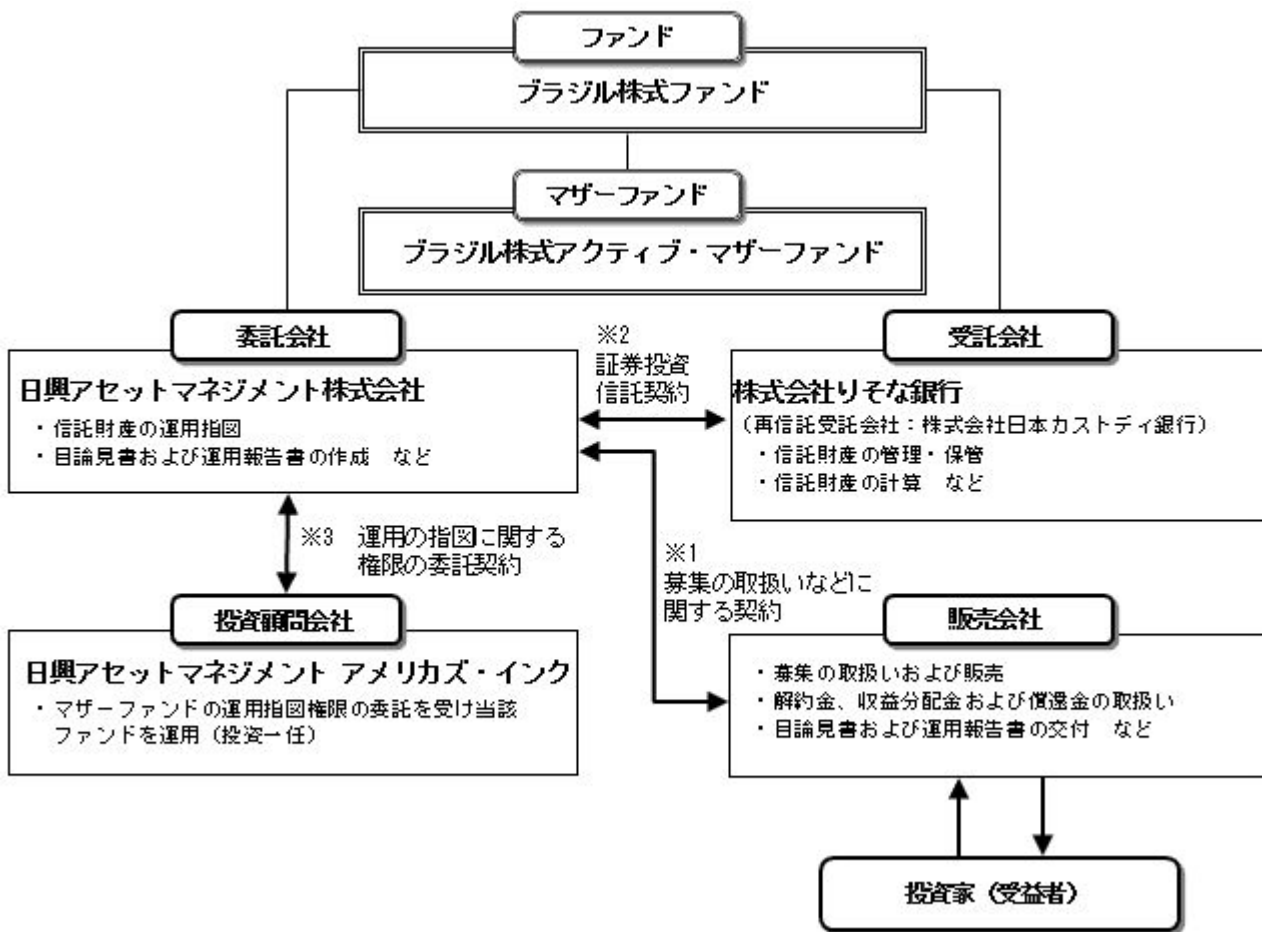 ファンド
ブラジル株式ファンド
マザーファンド
ブラジル株式アクティブ・マザーファンド
委託会社
日興アセットマネジメント株式会社
・信託財産の運用指図
・目論見書および運用報告書の作成　など
※2
証券投資
信託契約
受託会社
株式会社りそな銀行
（再信託受託会社：株式会社日本カストディ銀行）
・信託財産の管理・保管
・信託財産の計算　など
※3　運用の指図に関する
権限の委託契約
※1
募集の取扱いなどに
関する契約
投資顧問会社
日興アセットマネジメント アメリカズ・インク
・マザーファンドの運用指図権限の委託を受け当該
ファンドを運用（投資一任）
販売会社
・募集の取扱いおよび販売
・解約金、収益分配金および償還金の取扱い
・目論見書および運用報告書の交付　など
投資家（受益者）